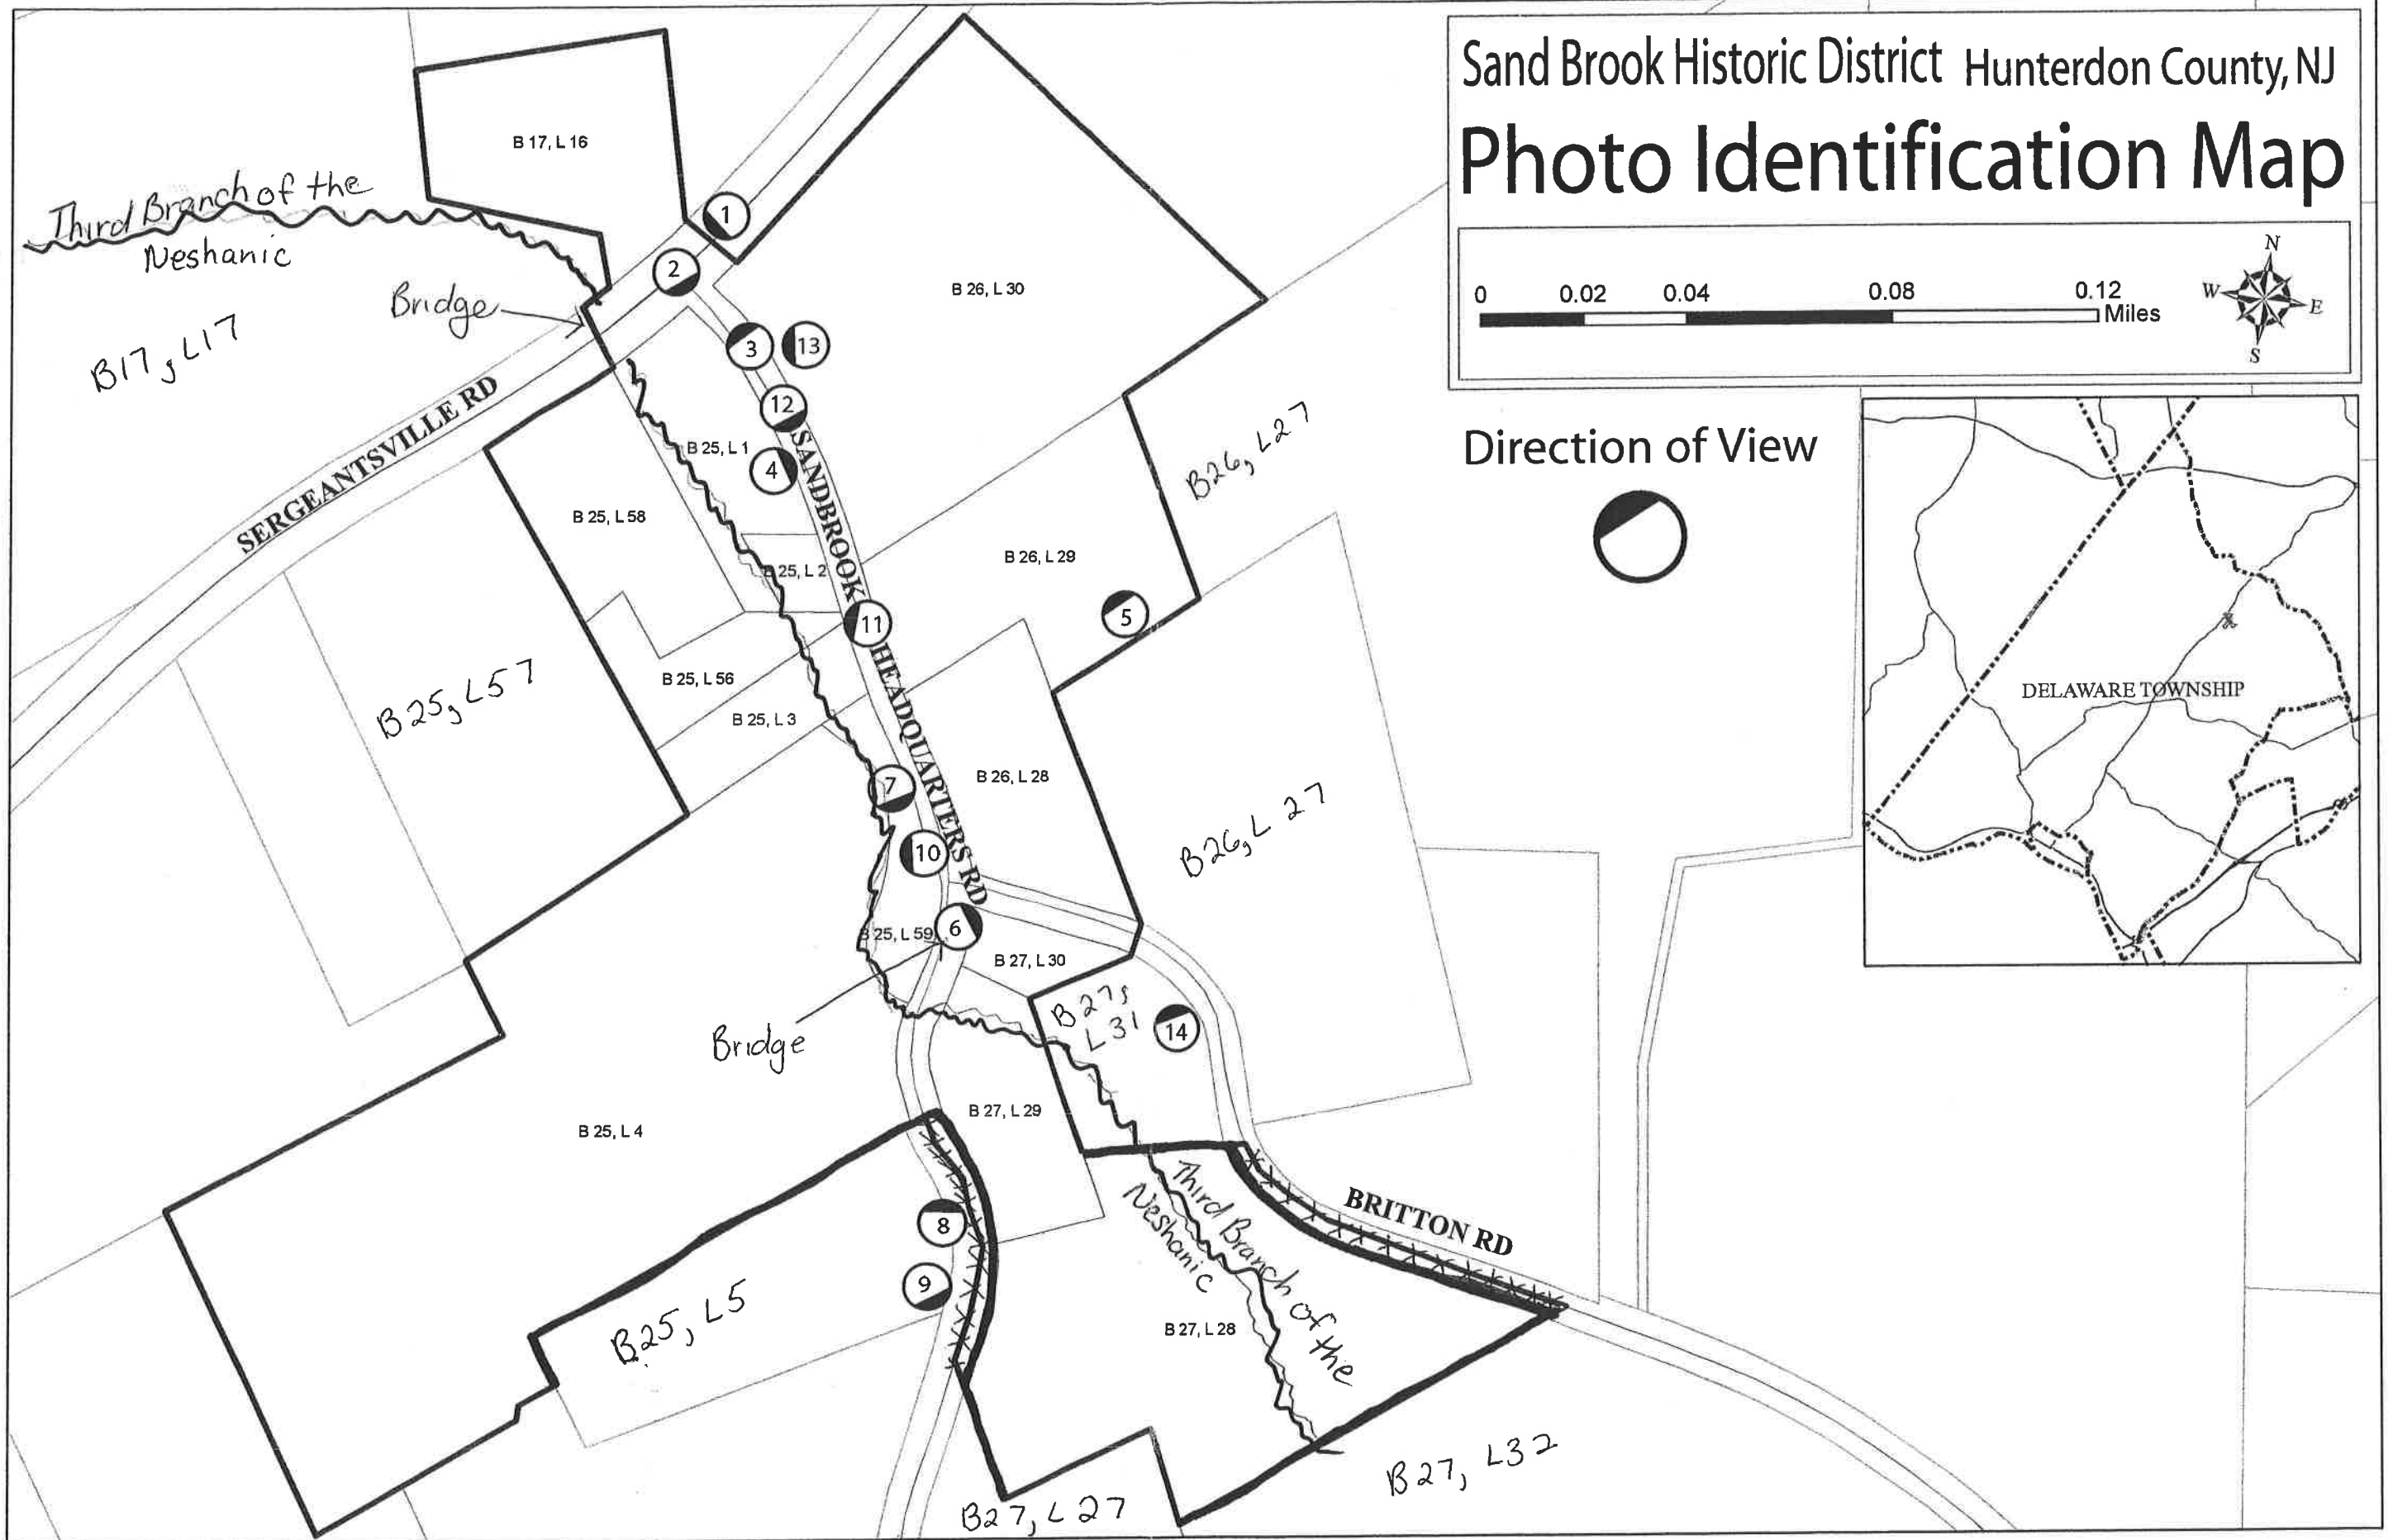 Sand Brook Historic District Hunterdon County, NJ
Photo Identification Map
0 0.02 0.04 0.08 0.12
Miles
N
W
E
S
Direction of View
DELAWARE TOWNSHIP
B 17, L 16
Third Branch of the
Neshanic
Bridge
B17, L17
SERGEANTSVILLE RD
1
2
3
13
12
4
B 26, L 30
B 25, L 1
SANDBROOK HEADQUARTERS RD
B26, L27
B 25, L 58
B 25, L 2
B 26, L 29
5
11
B25, L57
B 25, L 56
B 25, L 3
7
B 26, L 28
B26, L 27
10
6
B 25, L 59
B 27, L 30
Bridge
B27,
L31
14
B 25, L 4
B 27, L 29
8
9
Third Branch of the
Neshanic
BRITTON RD
B25, L5
B 27, L 28
B27, L32
B27, L27